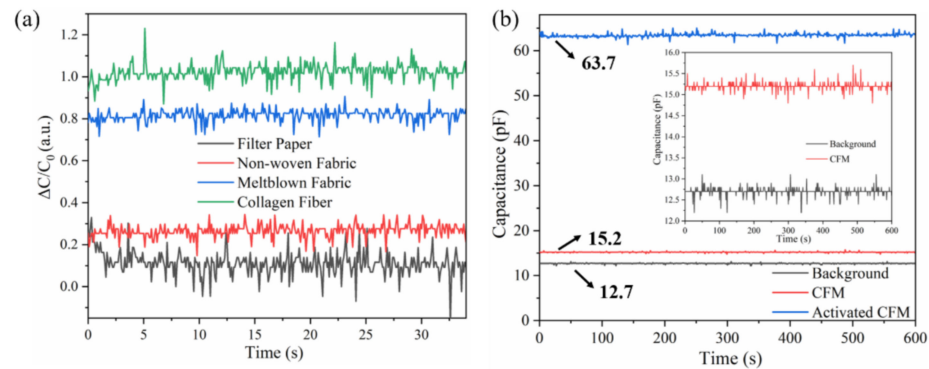 (a)
1.2
1.0
0.8
0.6
0.4
0.2
0.0
ΔC/C₀ (a.u.)
Filter Paper
Non-woven Fabric
Meltblown Fabric
Collagen Fiber
0 5 10 15 20 25 30
Time (s)
(b)
70
60
50
40
30
20
10
0
Capacitance (pF)
63.7
15.2
12.7
16.0
15.5
15.0
14.5
14.0
13.5
13.0
12.5
12.0
Capacitance (pF)
Background
CFM
0 100 200 300 400 500 600
Time (s)
Background
CFM
Activated CFM
0 100 200 300 400 500 600
Time (s)